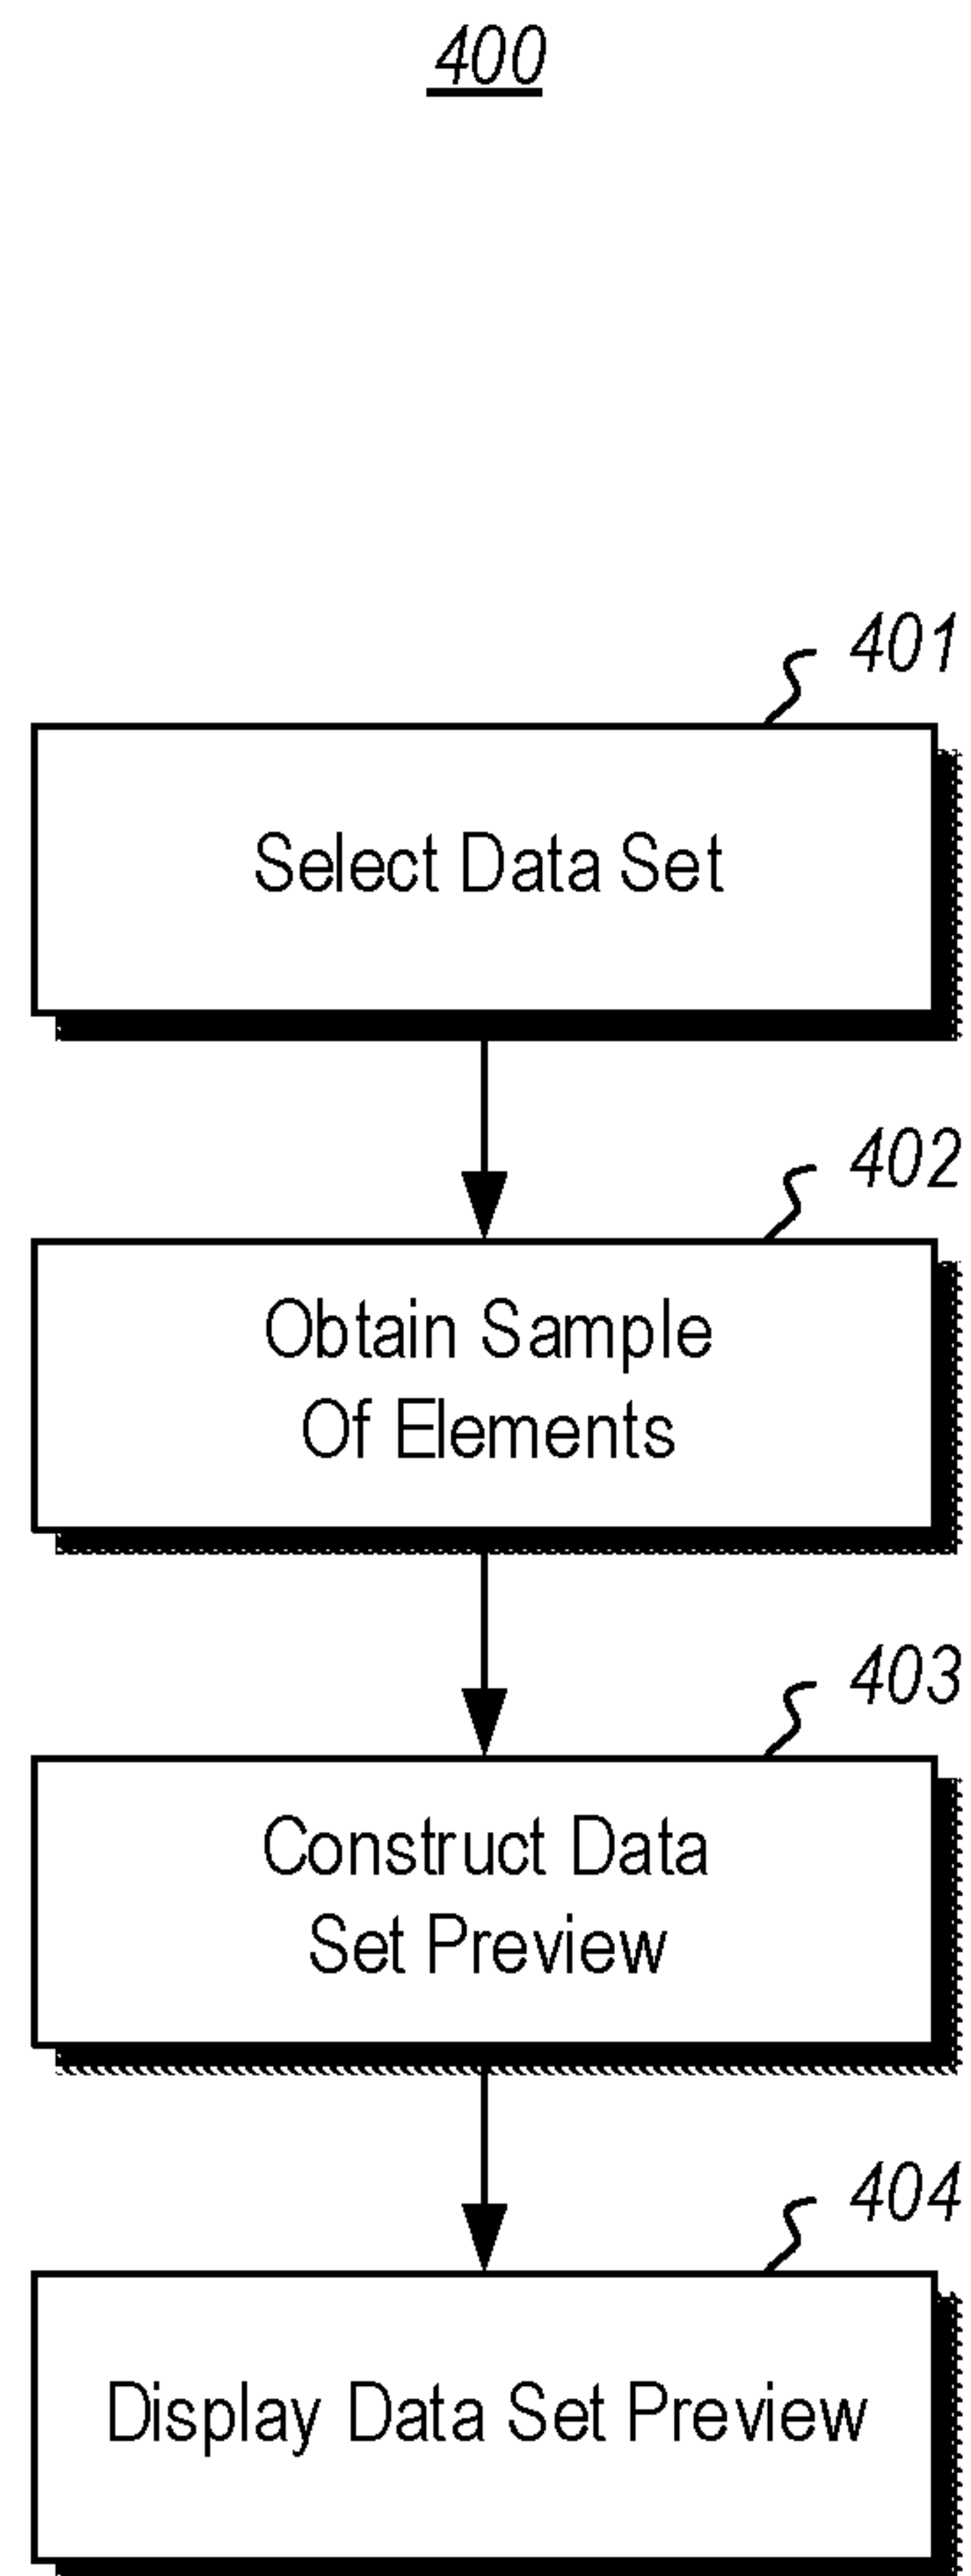 400
401
Select Data Set
402
Obtain Sample
Of Elements
403
Construct Data
Set Preview
404
Display Data Set Preview